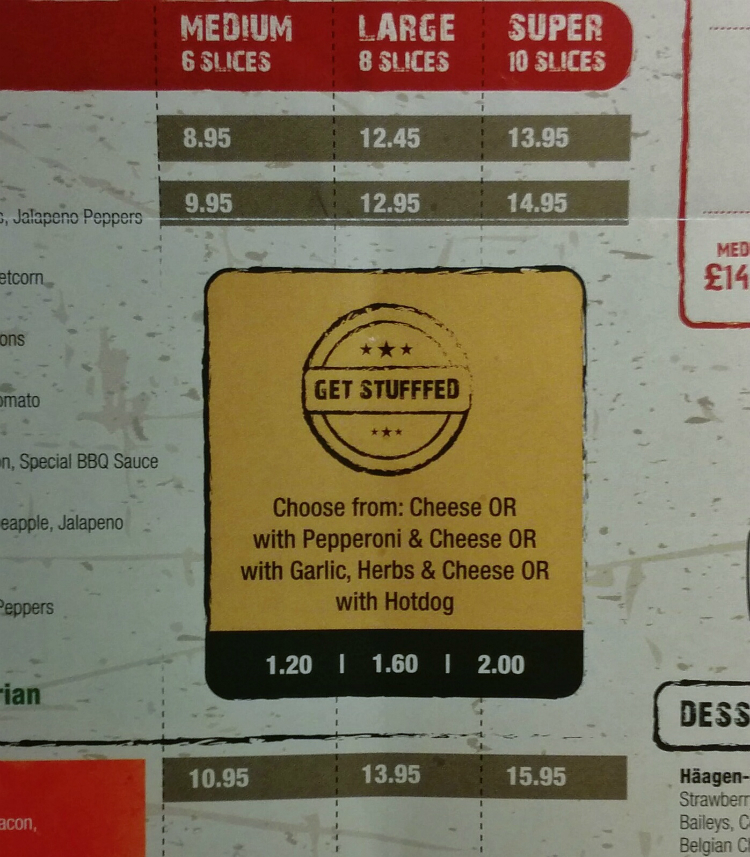 MEDIUM LARGE SUPER
6 SLICES 8 SLICES 10 SLICES
8.95 12.45 13.95
9.95 12.95 14.95
Jalapeno Peppers
MED
£14
GET STUFFFED
Choose from: Cheese OR
with Pepperoni & Cheese OR
with Garlic, Herbs & Cheese OR
with Hotdog
1.20 | 1.60 | 2.00
etcorn
ons
omato
on, Special BBQ Sauce
eapple, Jalapeno
Peppers
rian
10.95 13.95 15.95
acon,
DESS
Häagen-
Strawberr
Baileys, C
Belgian C